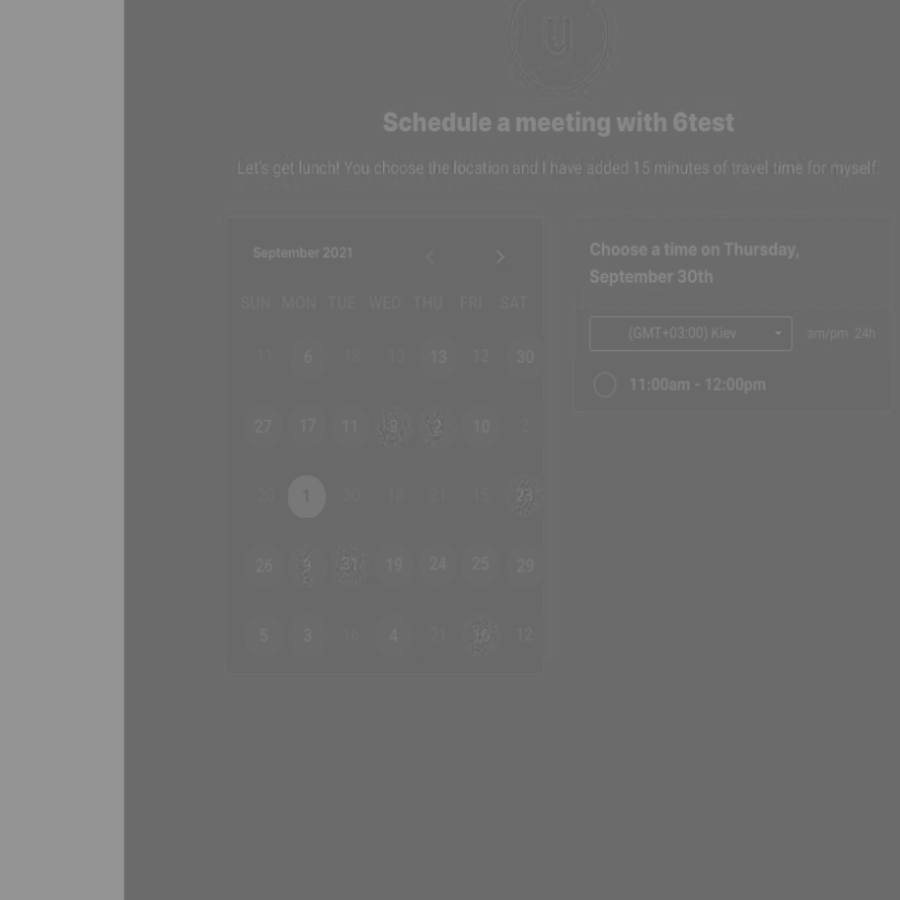 y
Schedule a meeting with 6test
Let's get lunch! You choose the location and I have added 15 minutes of travel time for myself.
September 2021
SUN MON TUE WED THU FRI SAT
11 6 18 13 13 12 30
27 17 11 2 10 2
20 1 30 18 21 15 23
26 9 31 19 24 25 29
5 3 16 4 21 12
Choose a time on Thursday,
September 30th
(GMT+03:00) Kiev
am/pm 24h
11:00am - 12:00pm